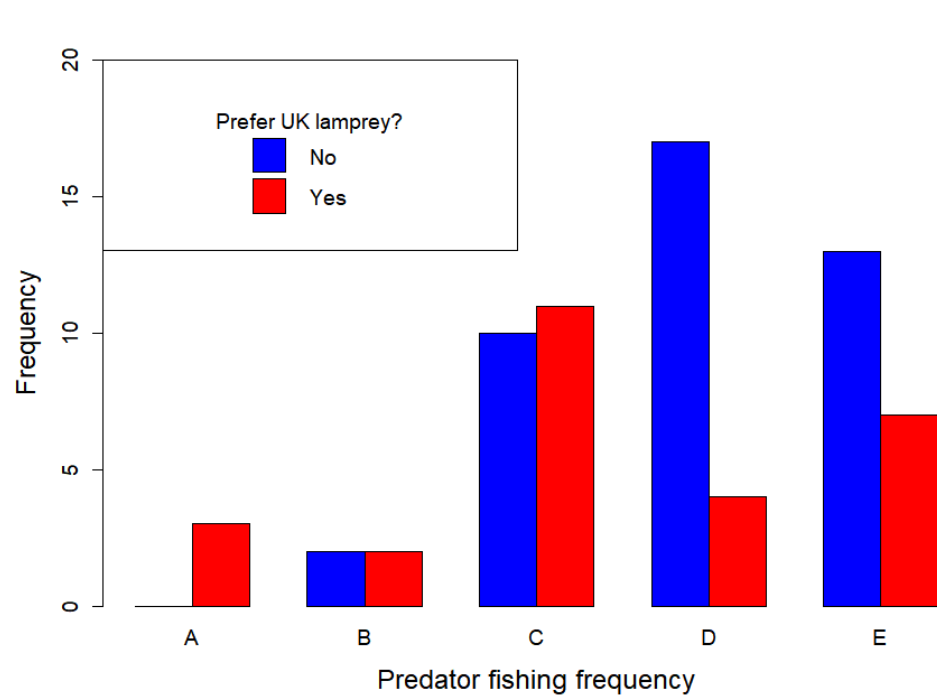 Prefer UK lamprey?
No
Yes
Frequency
20
15
10
5
0
A B C D E
Predator fishing frequency